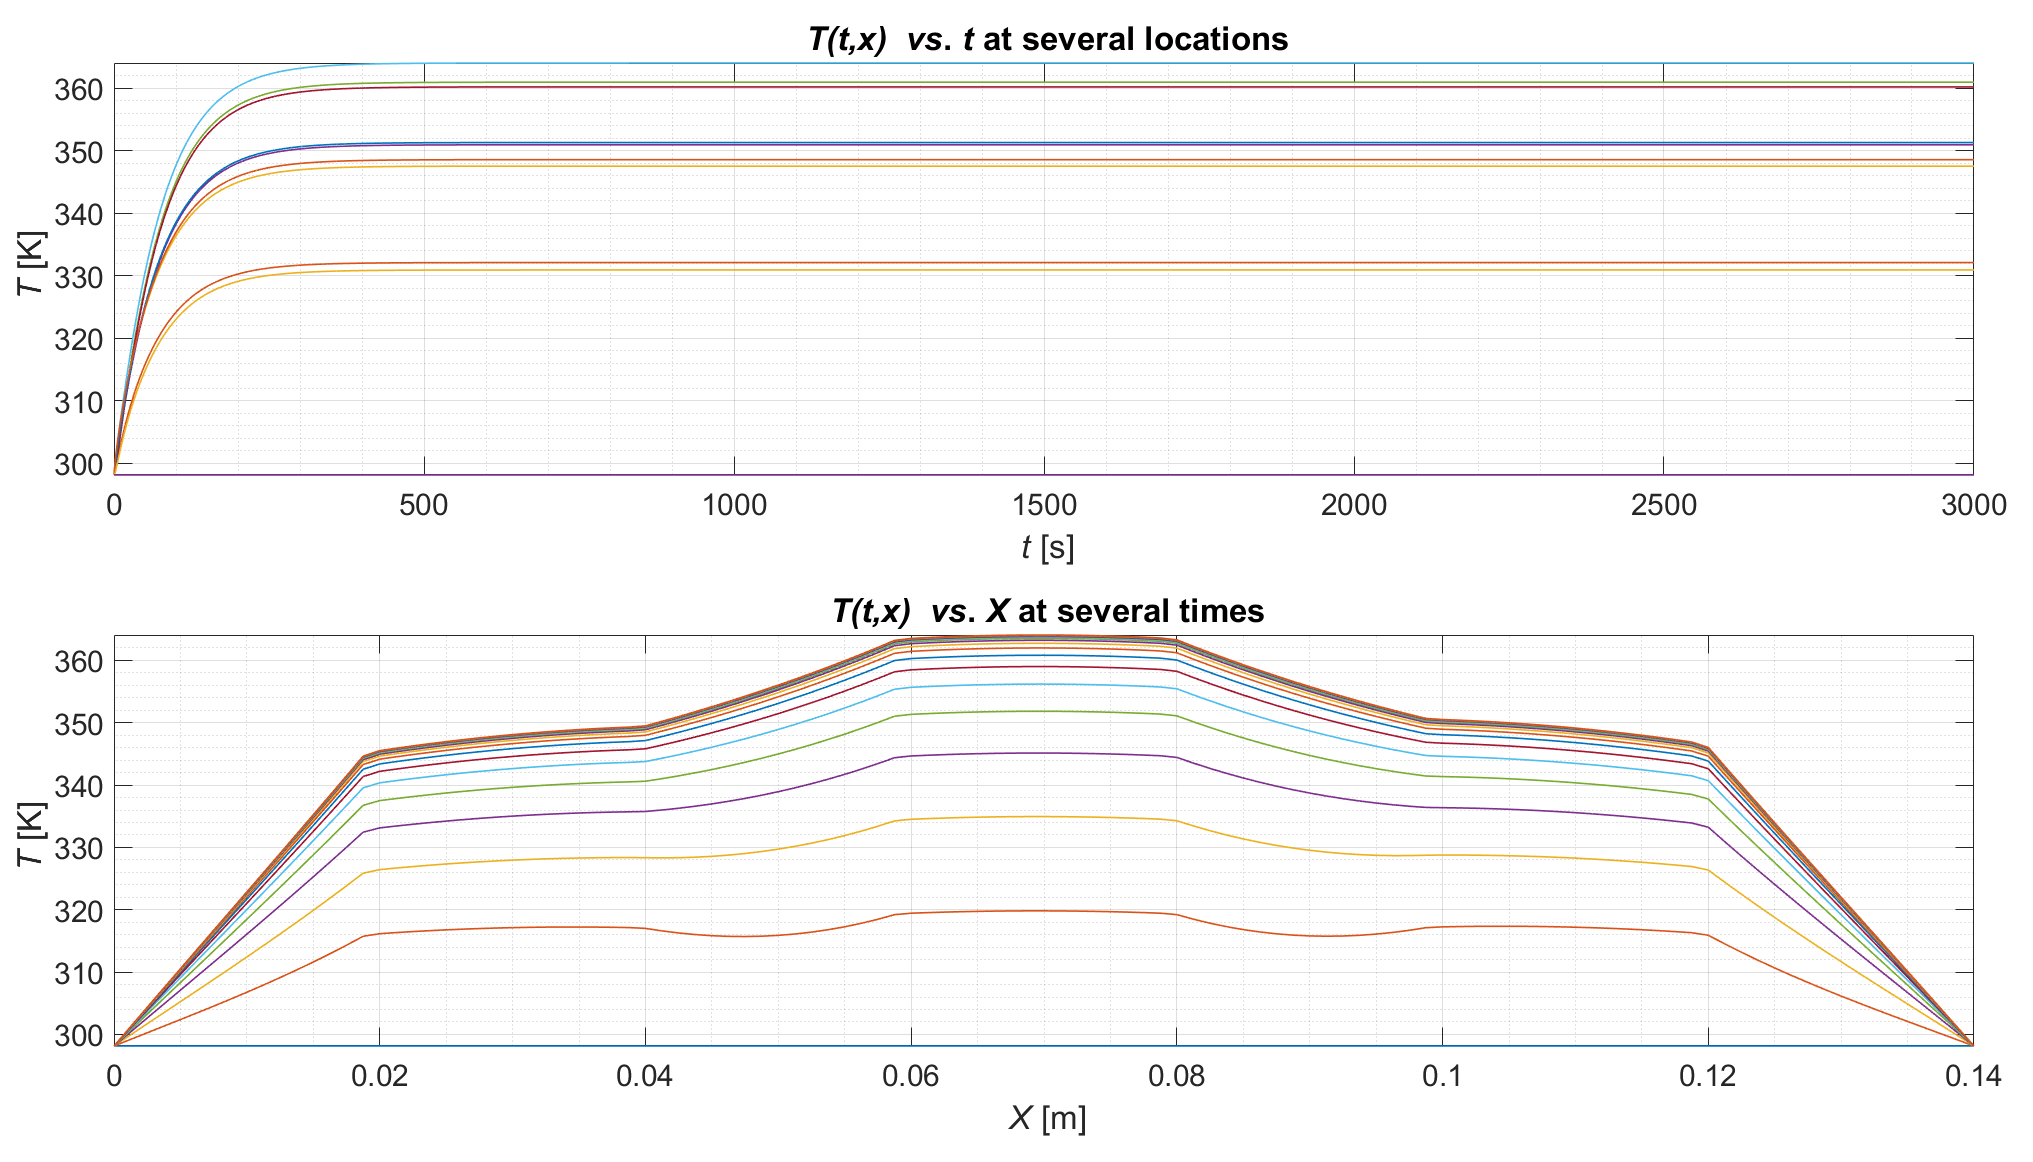 T(t,x) vs. t at several locations
360
350
340
330
320
310
300
T [K]
0 500 1000 1500 2000 2500 3000
t [s]
T(t,x) vs. X at several times
360
350
340
330
320
310
300
T [K]
0 0.02 0.04 0.06 0.08 0.1 0.12 0.14
X [m]